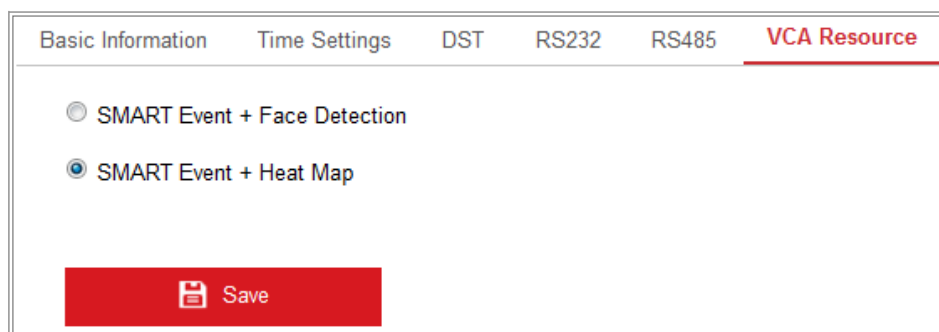 Basic Information Time Settings DST RS232 RS485 VCA Resource
SMART Event + Face Detection
SMART Event + Heat Map
Save